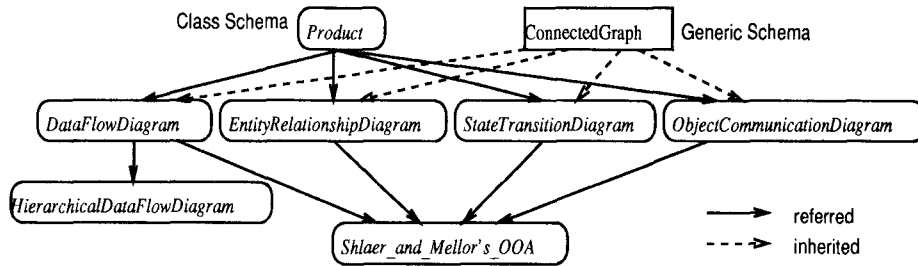 Class Schema
Product
ConnectedGraph
Generic Schema
DataFlowDiagram
EntityRelationshipDiagram
StateTransitionDiagram
ObjectCommunicationDiagram
HierarchicalDataFlowDiagram
Shlaer_and_Mellor's_OOA
referred
inherited